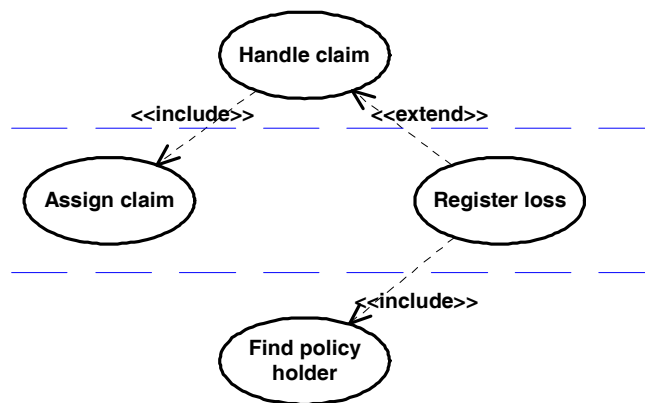 Handle claim
<<include>>
<<extend>>
Assign claim
Register loss
<<include>>
Find policy
holder